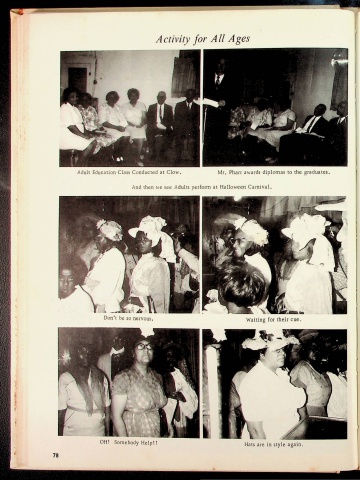 Activity for All Ages
Adult Education Class Conducted at Clow.
Mr. Pharr awards diplomas to the graduates.
And then we see Adults perform at Halloween Carnival.
Don't be so nervous.
Waiting for their cue.
Off! Somebody Help!!
Hats are in style again.
78